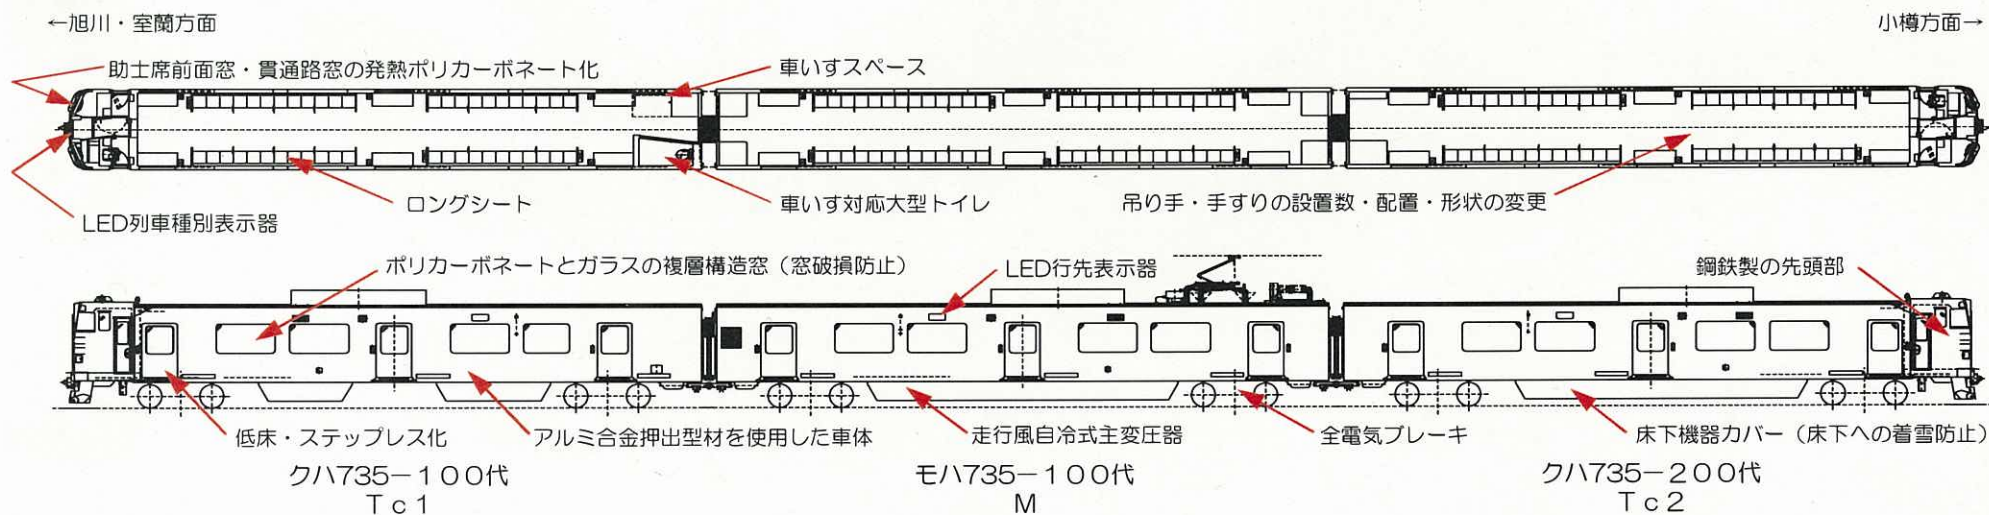 ←旭川・室蘭方面
小樽方面→
助士席前面窓・貫通路窓の発熱ポリカーボネート化
車いすスペース
LED列車種別表示器
ロングシート
車いす対応大型トイレ
吊り手・手すりの設置数・配置・形状の変更
ポリカーボネートとガラスの複層構造窓（窓破損防止）
LED行先表示器
鋼鉄製の先頭部
低床・ステップレス化
アルミ合金押出型材を使用した車体
走行風自冷式主変圧器
全電気ブレーキ
床下機器カバー（床下への着雪防止）
クハ735−100代
モハ735−100代
クハ735−200代
Tc1
M
Tc2